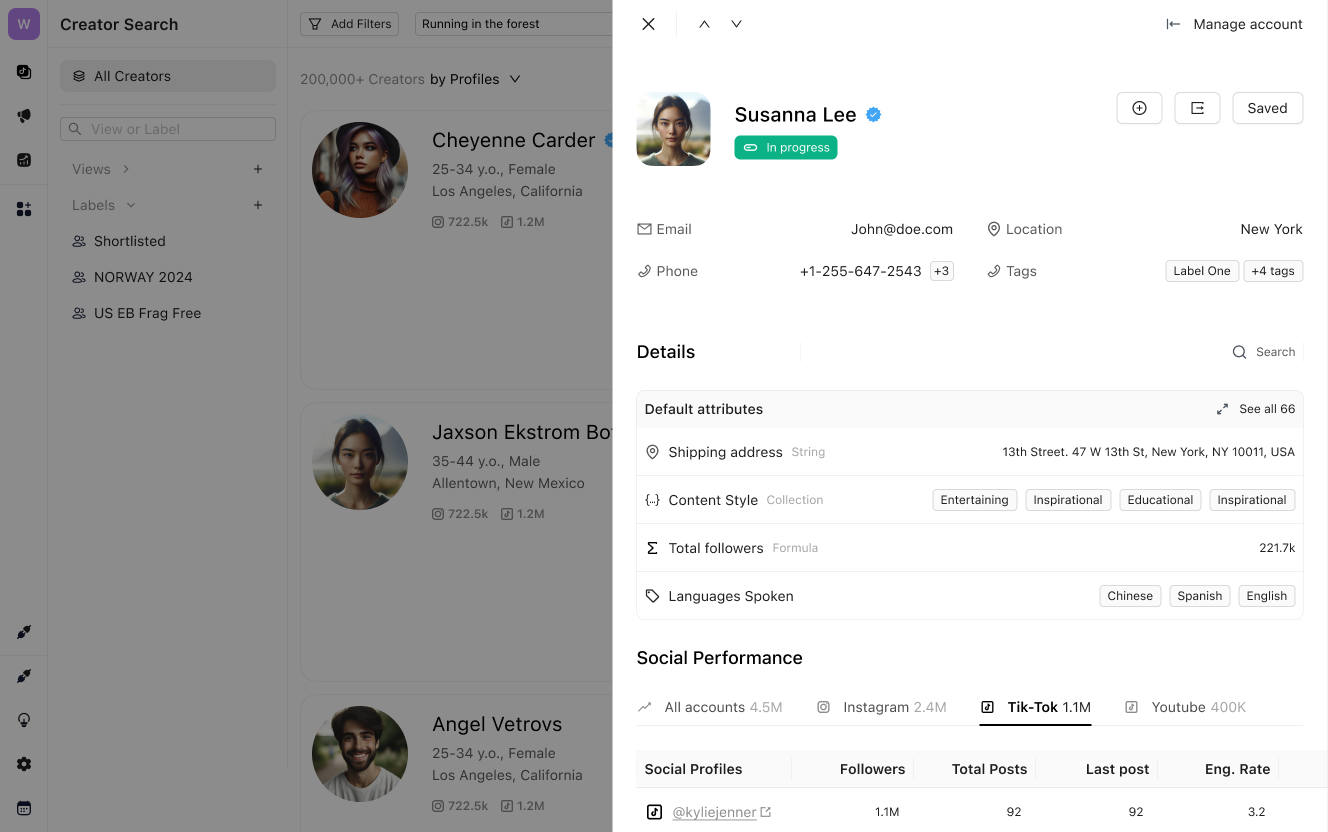 W
Creator Search
All Creators
View or Label
Views
Labels
Shortlisted
NORWAY 2024
US EB Frag Free
Add Filters
Running in the forest
200,000+ Creators by Profiles
Cheyenne Carder
25-34 y.o., Female
Los Angeles, California
722.5k 1.2M
Jaxson Ekstrom Bo
35-44 y.o., Male
Allentown, New Mexico
722.5k 1.2M
Angel Vetrovs
25-34 y.o., Female
Los Angeles, California
722.5k 1.2M
Manage account
Susanna Lee
In progress
Saved
Email John@doe.com
Location New York
Phone +1-255-647-2543 +3
Tags Label One +4 tags
Details
Search
Default attributes See all 66
Shipping address String 13th Street. 47 W 13th St, New York, NY 10011, USA
Content Style Collection Entertaining Inspirational Educational Inspirational
Total followers Formula 221.7k
Languages Spoken Chinese Spanish English
Social Performance
All accounts 4.5M Instagram 2.4M Tik-Tok 1.1M Youtube 400K
Social Profiles Followers Total Posts Last post Eng. Rate
@kyliejenner 1.1M 92 92 3.2